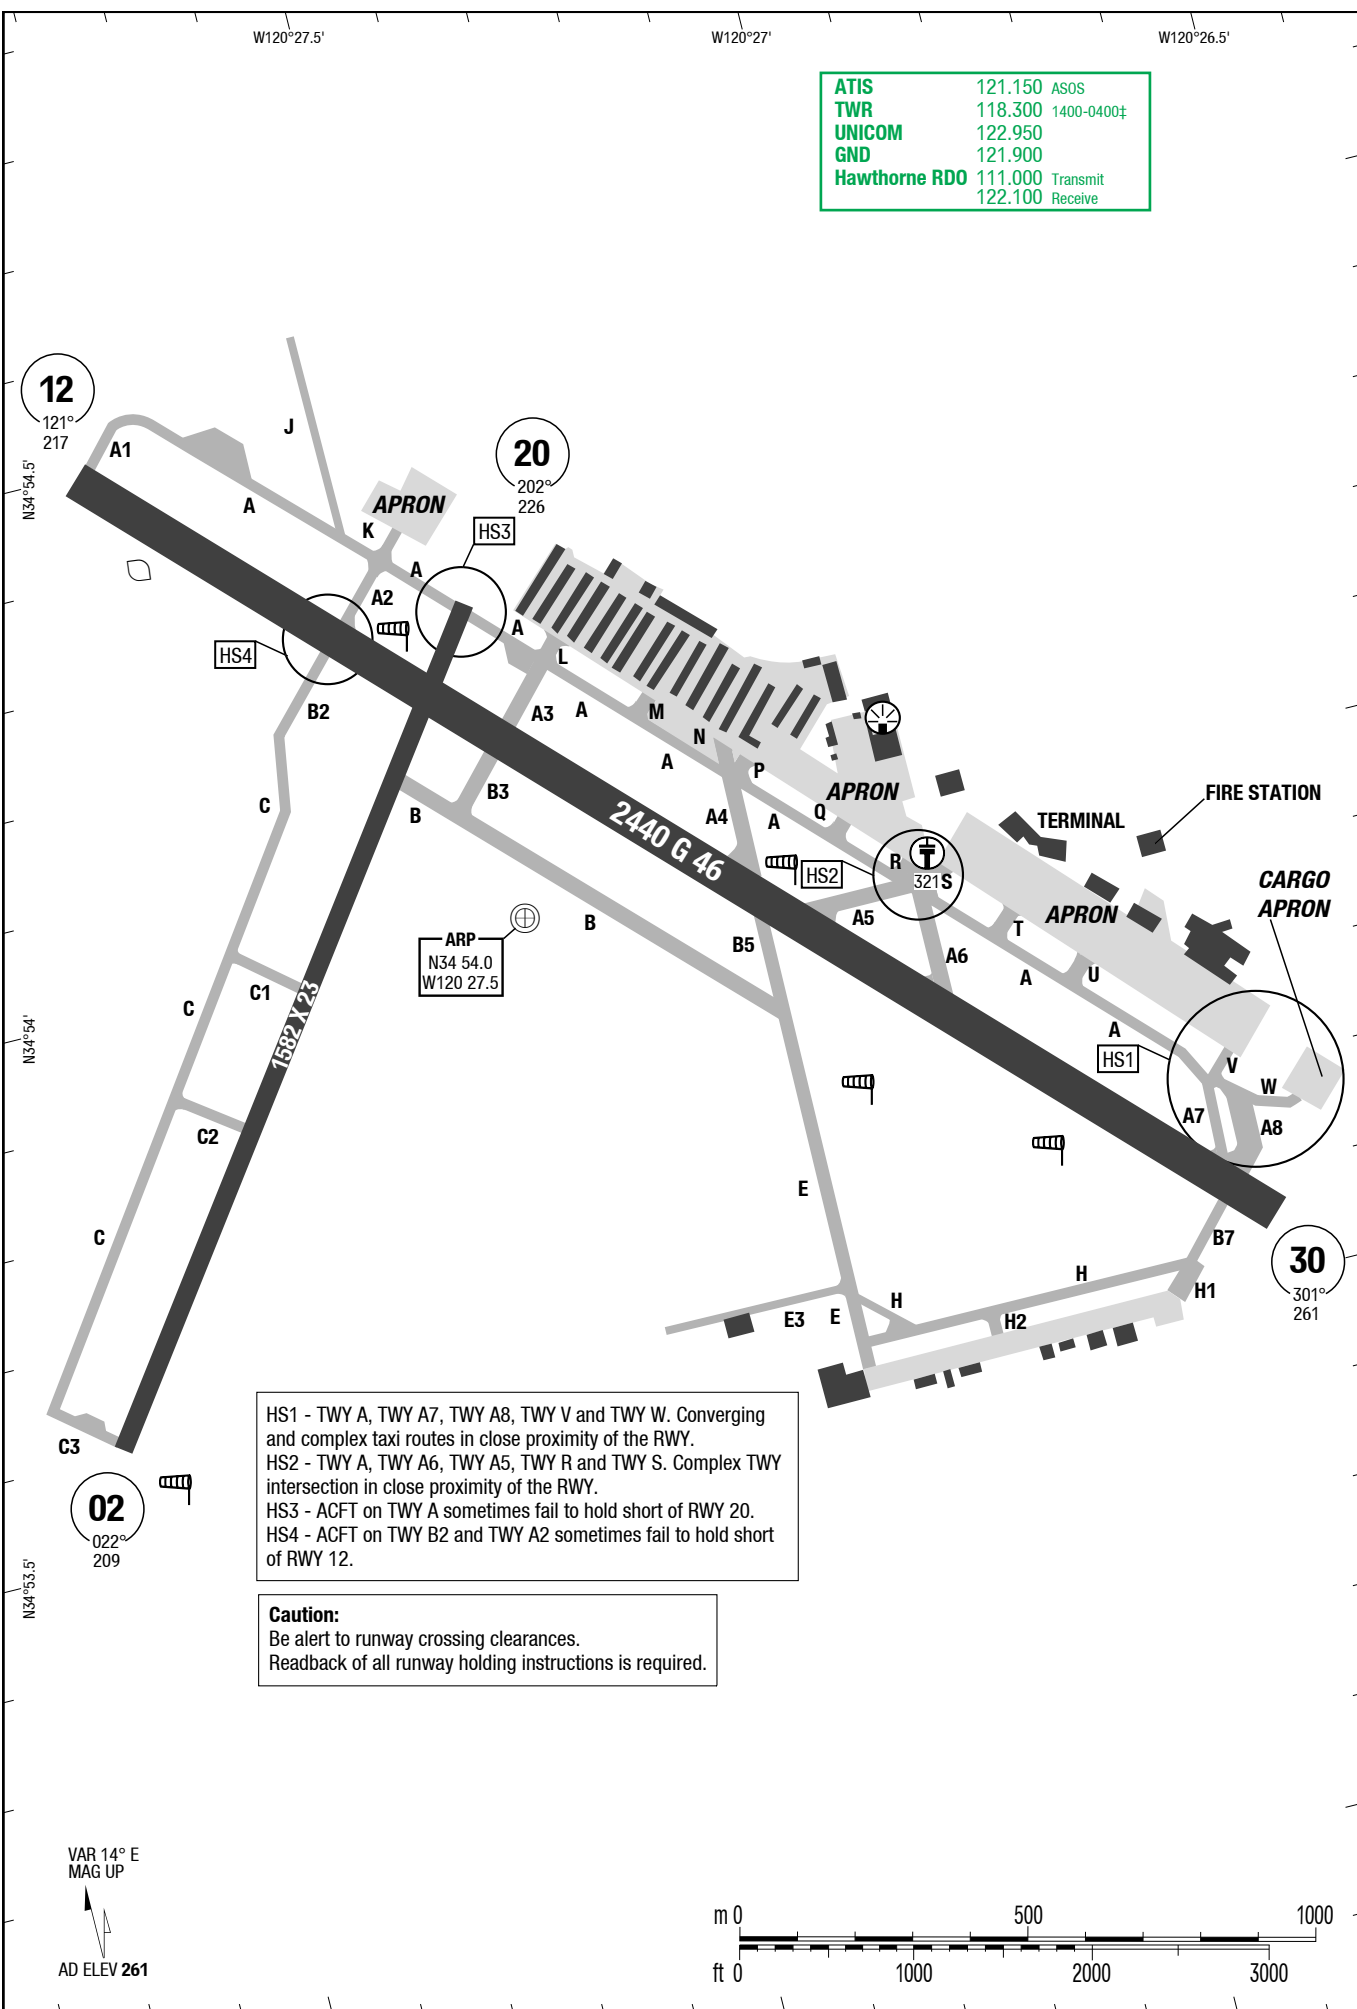 W120°27.5'
W120°27'
W120°26.5'
ATIS 121.150 ASOS
TWR 118.300 1400-0400‡
UNICOM 122.950
GND 121.900
Hawthorne RDO 111.000 Transmit
122.100 Receive
12
121°
217
A1
J
20
202°
226
N34°54.5'
A
K
APRON
HS3
A
A2
A
HS4
L
B2
A3
A
M
N
A
P
APRON
FIRE STATION
C
B3
B
A4
A
Q
TERMINAL
2440 G 46
HS2
R
321
S
CARGO
APRON
APRON
A5
B
B5
T
A6
ARP
N34 54.0
W120 27.5
A
U
C1
C
1582 X 23
N34°54'
A
HS1
V
W
A7
A8
C2
E
C
B7
30
301°
261
H
H1
H
E3
E
H2
C3
02
022°
209
HS1 - TWY A, TWY A7, TWY A8, TWY V and TWY W. Converging
and complex taxi routes in close proximity of the RWY.
HS2 - TWY A, TWY A6, TWY A5, TWY R and TWY S. Complex TWY
intersection in close proximity of the RWY.
HS3 - ACFT on TWY A sometimes fail to hold short of RWY 20.
HS4 - ACFT on TWY B2 and TWY A2 sometimes fail to hold short
of RWY 12.
N34°53.5'
Caution:
Be alert to runway crossing clearances.
Readback of all runway holding instructions is required.
VAR 14° E
MAG UP
AD ELEV 261
m 0 500 1000
ft 0 1000 2000 3000